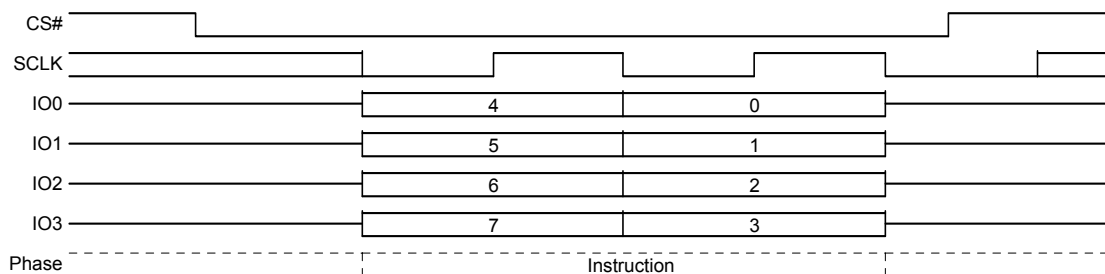 CS#
SCLK
IO0 4 0
IO1 5 1
IO2 6 2
IO3 7 3
Phase Instruction